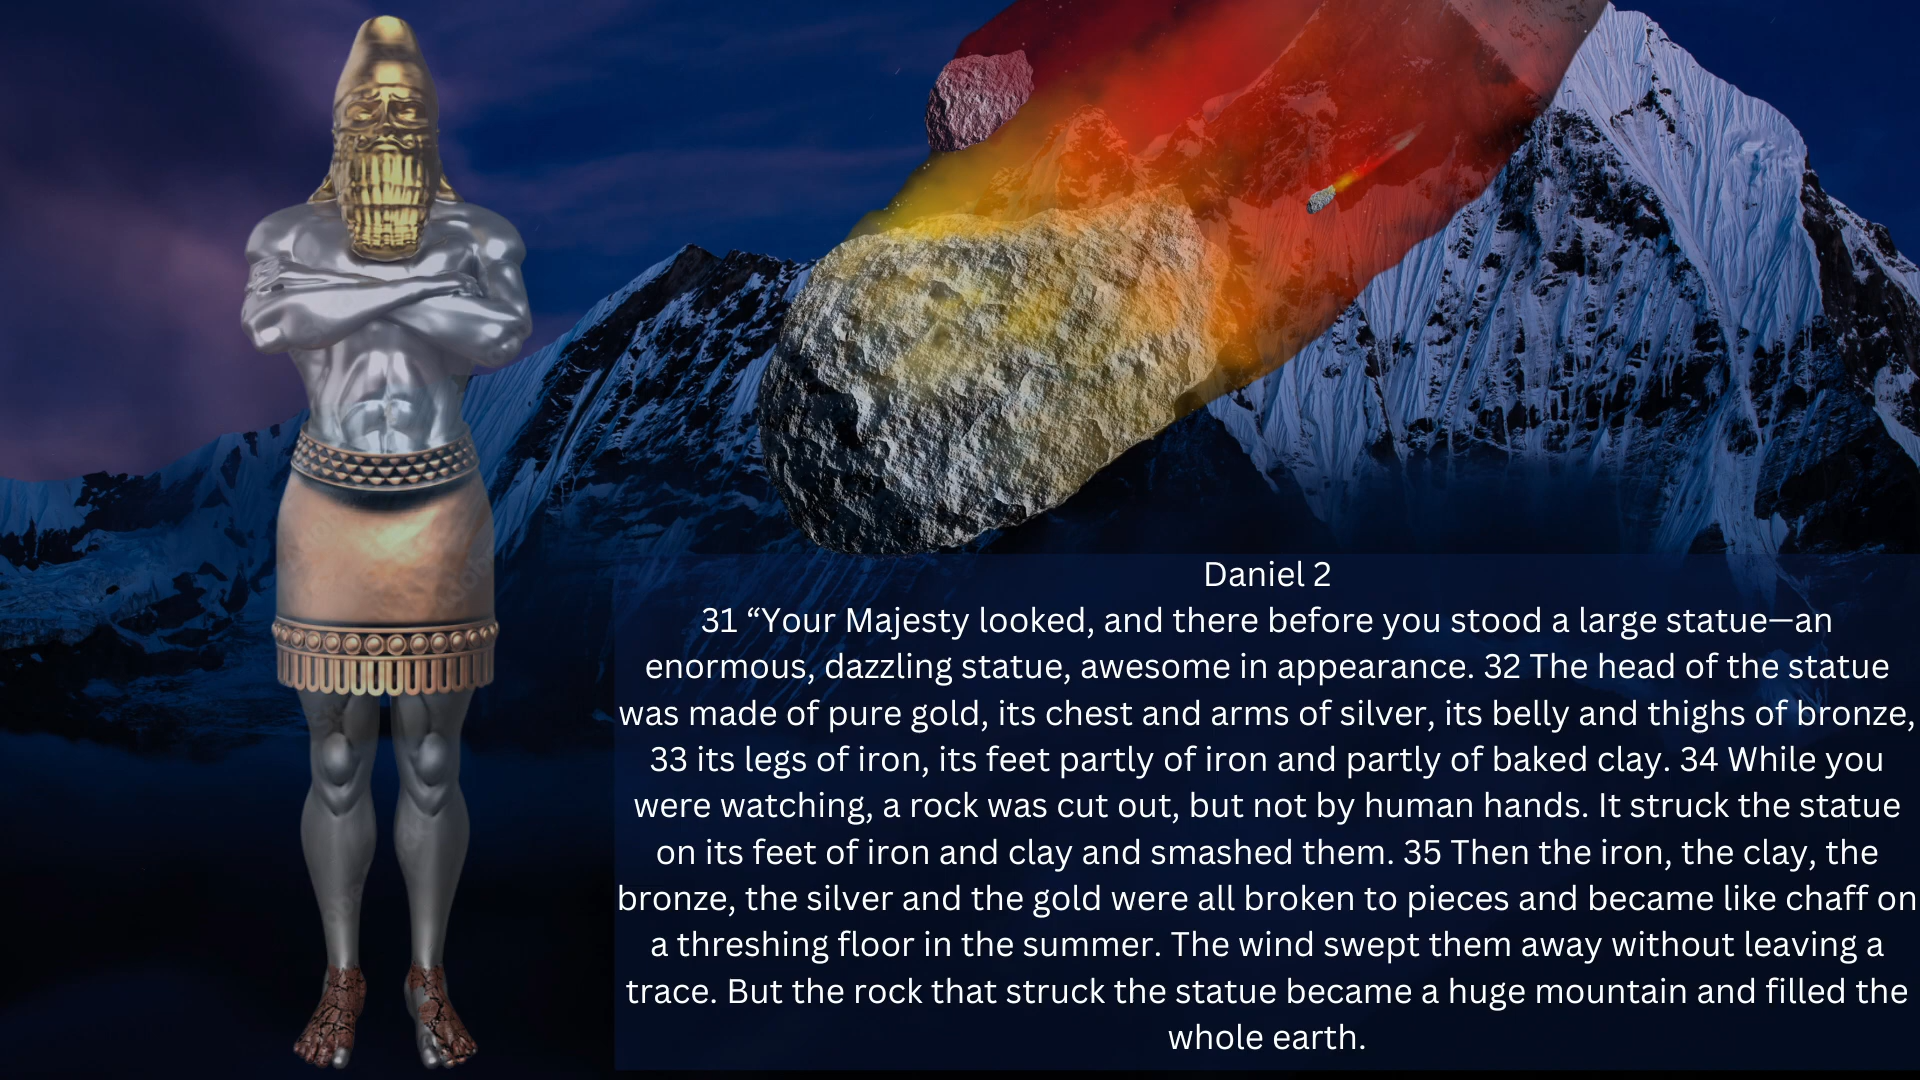 Daniel 2
31 “Your Majesty looked, and there before you stood a large statue—an
enormous, dazzling statue, awesome in appearance. 32 The head of the statue
was made of pure gold, its chest and arms of silver, its belly and thighs of bronze,
33 its legs of iron, its feet partly of iron and partly of baked clay. 34 While you
were watching, a rock was cut out, but not by human hands. It struck the statue
on its feet of iron and clay and smashed them. 35 Then the iron, the clay, the
bronze, the silver and the gold were all broken to pieces and became like chaff on
a threshing floor in the summer. The wind swept them away without leaving a
trace. But the rock that struck the statue became a huge mountain and filled the
whole earth.